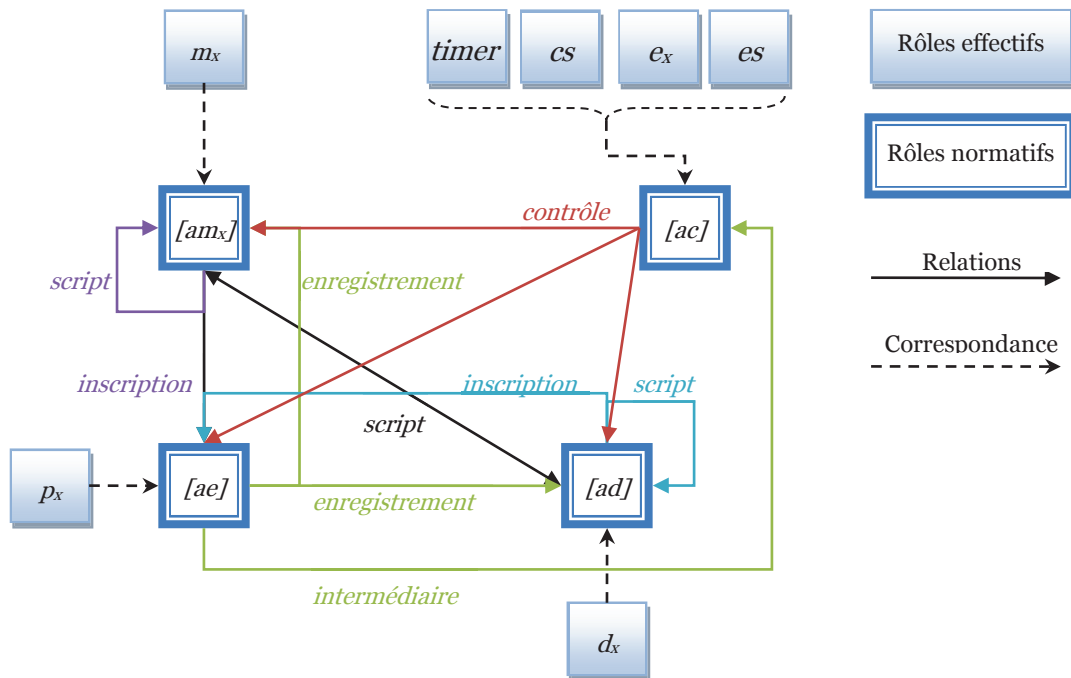 mx
timer
cs
ex
es
Rôles effectifs
Rôles normatifs
[amx]
contrôle
[ac]
script
enregistrement
Relations
Correspondance
inscription
inscription
script
script
px
[ae]
enregistrement
[ad]
intermédiaire
dx